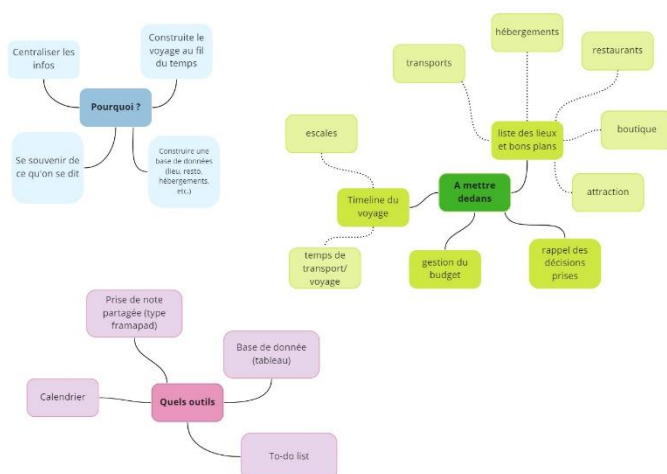 Centraliser les
infos
Construite le
voyage au fil
du temps
Pourquoi ?
Se souvenir de
ce qu'on se dit
Construire une
base de données
(lieu, resto,
hébergements,
etc.)
hébergements
transports
restaurants
escales
liste des lieux
et bons plans
boutique
A mettre
dedans
attraction
Timeline du
voyage
temps de
transport/
voyage
gestion du
budget
rappel des
décisions
prises
Prise de note
partagée (type
framapad)
Base de donnée
(tableau)
Calendrier
Quels outils
To-do list